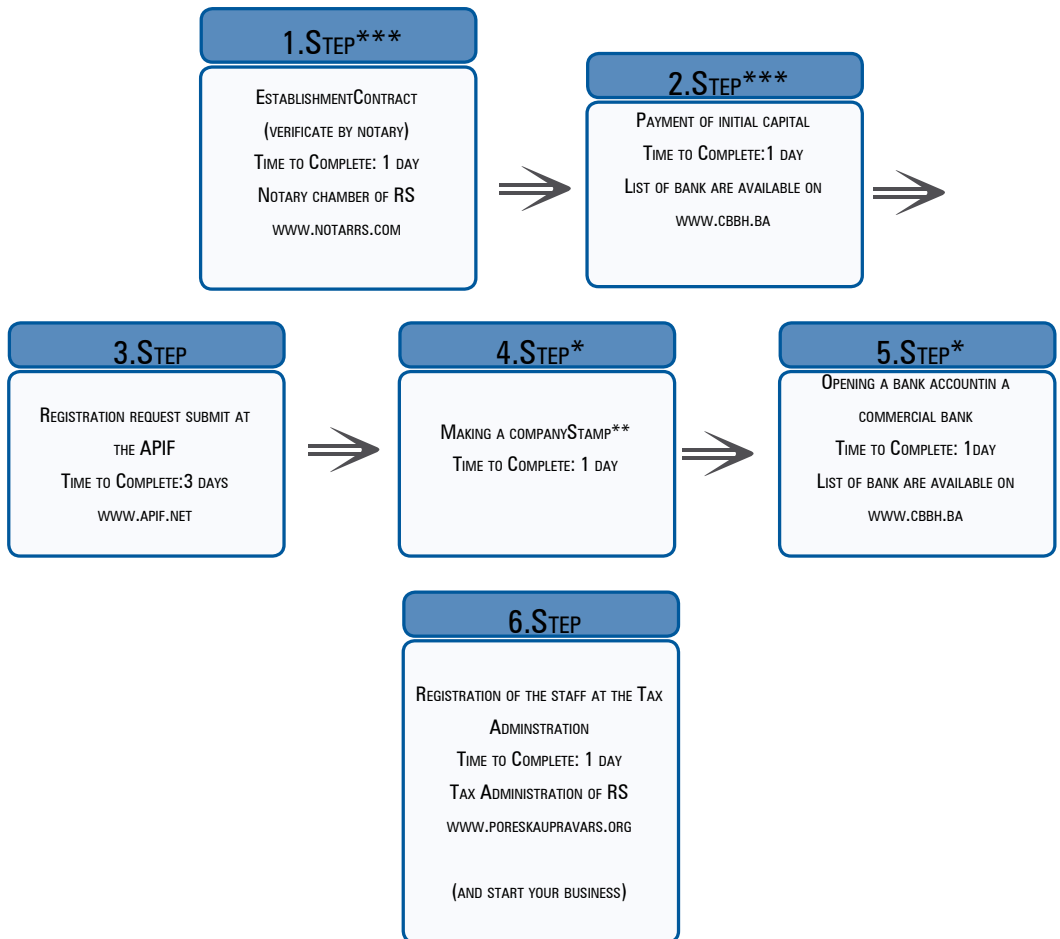 1.Step***
EstablishmentContract
(verificate by notary)
Time to Complete: 1 day
Notary chamber of RS
www.notarrs.com
2.Step***
Payment of initial capital
Time to Complete:1 day
List of bank are available on
www.cbbh.ba
3.Step
Registration request submit at
the APIF
Time to Complete:3 days
www.apif.net
4.Step*
Making a companyStamp**
Time to Complete: 1 day
5.Step*
Opening a bank accountin a
commercial bank
Time to Complete: 1day
List of bank are available on
www.cbbh.ba
6.Step
Registration of the staff at the Tax
Adminstration
Time to Complete: 1 day
Tax Administration of RS
www.poreskaupravars.org
(and start your business)